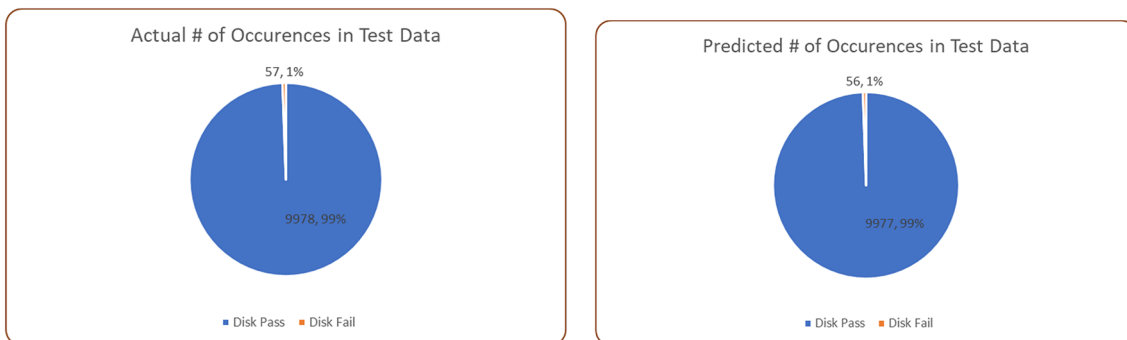 Actual # of Occurences in Test Data
57, 1%
9978, 99%
Disk Pass Disk Fail
Predicted # of Occurences in Test Data
56, 1%
9977, 99%
Disk Pass Disk Fail